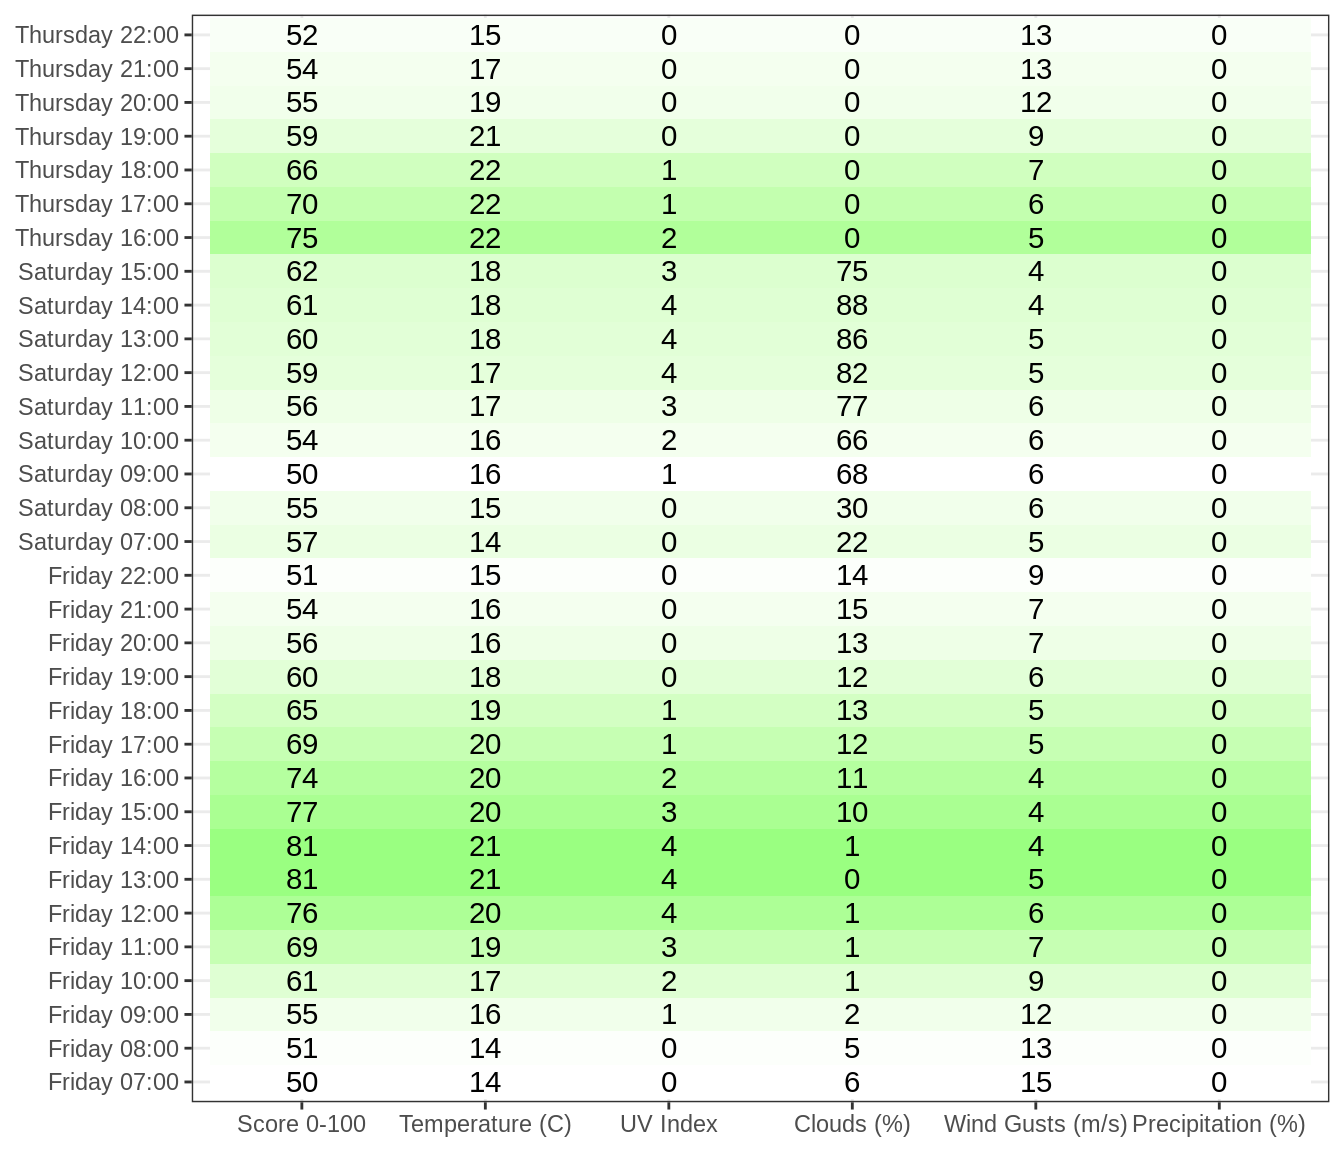 Thursday 22:00 52 15 0 0 13 0
Thursday 21:00 54 17 0 0 13 0
Thursday 20:00 55 19 0 0 12 0
Thursday 19:00 59 21 0 0 9 0
Thursday 18:00 66 22 1 0 7 0
Thursday 17:00 70 22 1 0 6 0
Thursday 16:00 75 22 2 0 5 0
Saturday 15:00 62 18 3 75 4 0
Saturday 14:00 61 18 4 88 4 0
Saturday 13:00 60 18 4 86 5 0
Saturday 12:00 59 17 4 82 5 0
Saturday 11:00 56 17 3 77 6 0
Saturday 10:00 54 16 2 66 6 0
Saturday 09:00 50 16 1 68 6 0
Saturday 08:00 55 15 0 30 6 0
Saturday 07:00 57 14 0 22 5 0
Friday 22:00 51 15 0 14 9 0
Friday 21:00 54 16 0 15 7 0
Friday 20:00 56 16 0 13 7 0
Friday 19:00 60 18 0 12 6 0
Friday 18:00 65 19 1 13 5 0
Friday 17:00 69 20 1 12 5 0
Friday 16:00 74 20 2 11 4 0
Friday 15:00 77 20 3 10 4 0
Friday 14:00 81 21 4 1 4 0
Friday 13:00 81 21 4 0 5 0
Friday 12:00 76 20 4 1 6 0
Friday 11:00 69 19 3 1 7 0
Friday 10:00 61 17 2 1 9 0
Friday 09:00 55 16 1 2 12 0
Friday 08:00 51 14 0 5 13 0
Friday 07:00 50 14 0 6 15 0
Score 0-100 Temperature (C) UV Index Clouds (%) Wind Gusts (m/s) Precipitation (%)